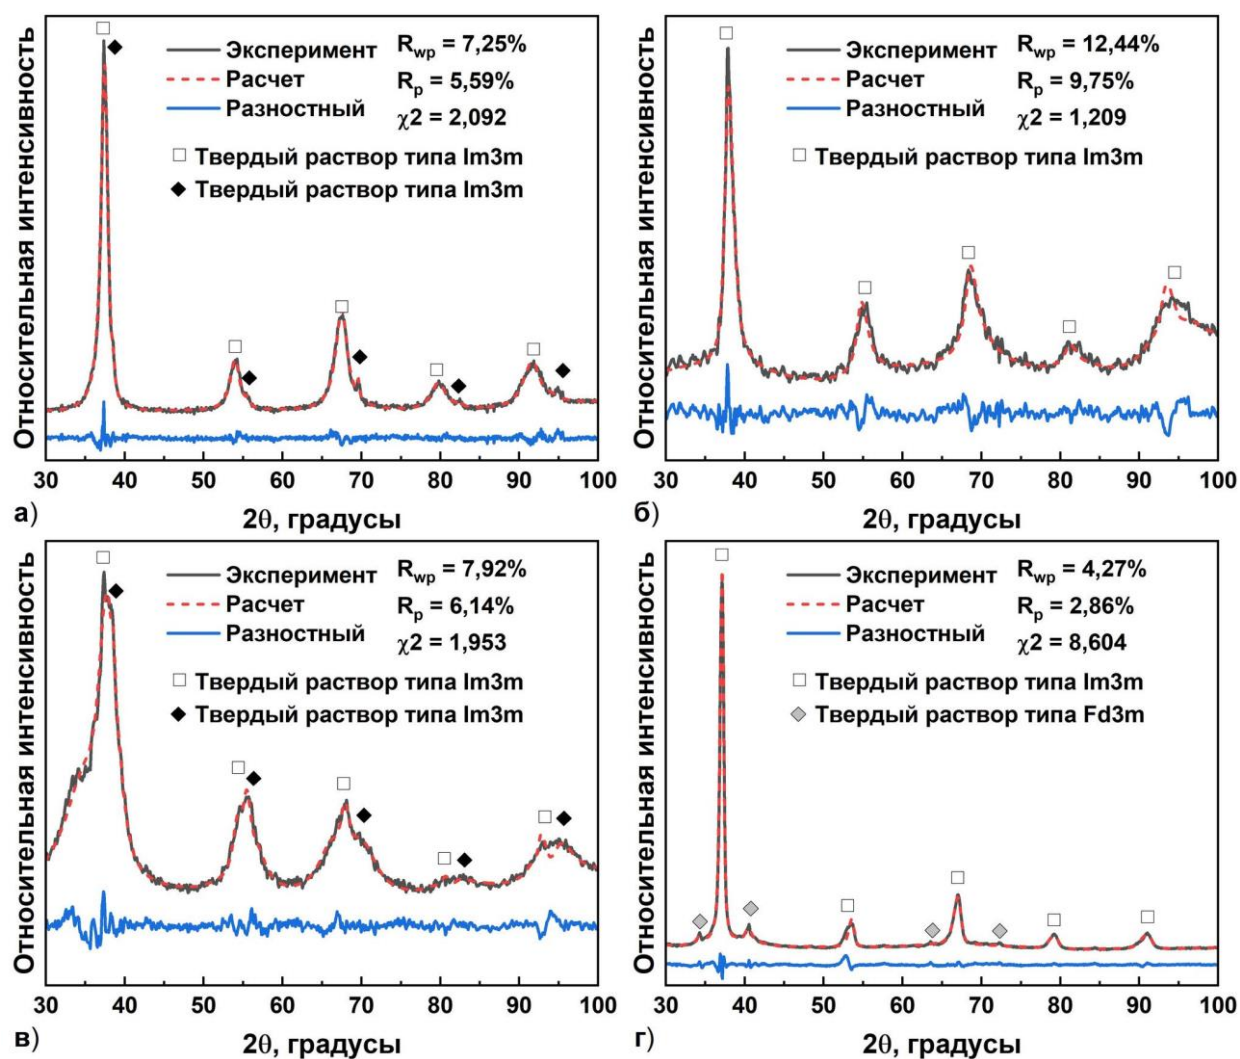 Относительная интенсивность
Эксперимент
Расчет
Разностный
R_wp = 7,25%
R_p = 5,59%
χ2 = 2,092
□ Твердый раствор типа Im3m
◆ Твердый раствор типа Im3m
30 40 50 60 70 80 90 100
2θ, градусы
а)
Относительная интенсивность
Эксперимент
Расчет
Разностный
R_wp = 12,44%
R_p = 9,75%
χ2 = 1,209
□ Твердый раствор типа Im3m
30 40 50 60 70 80 90 100
2θ, градусы
б)
Относительная интенсивность
Эксперимент
Расчет
Разностный
R_wp = 7,92%
R_p = 6,14%
χ2 = 1,953
□ Твердый раствор типа Im3m
◆ Твердый раствор типа Im3m
30 40 50 60 70 80 90 100
2θ, градусы
в)
Относительная интенсивность
Эксперимент
Расчет
Разностный
R_wp = 4,27%
R_p = 2,86%
χ2 = 8,604
□ Твердый раствор типа Im3m
◆ Твердый раствор типа Fd3m
30 40 50 60 70 80 90 100
2θ, градусы
г)